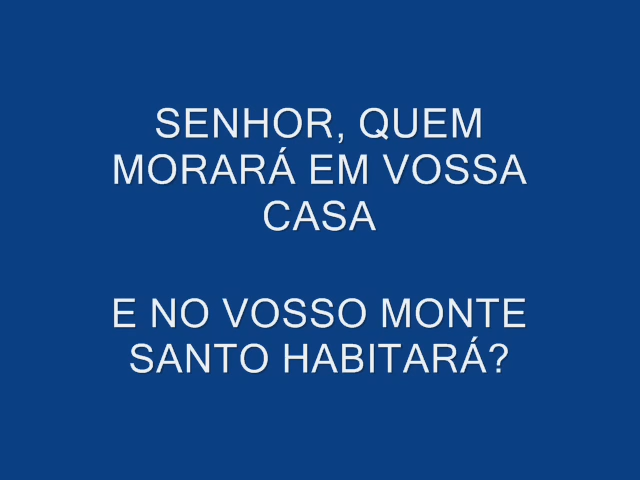 SENHOR, QUEM
MORARÁ EM VOSSA
CASA
E NO VOSSO MONTE
SANTO HABITARÁ?